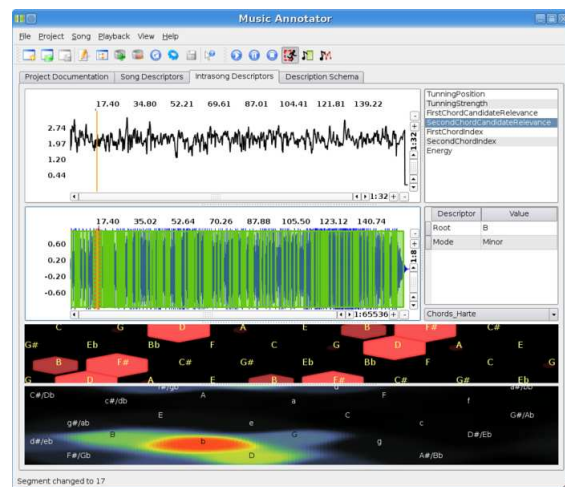 Music Annotator
File Project Song Playback View Help
Project Documentation Song Descriptors Intrasong Descriptors Description Schema
17.40 34.80 52.21 69.61 87.01 104.41 121.81 139.22
2.74
1.97
1.20
0.44
1:32
1:32
TunningPosition
TunningStrength
FirstChordCandidateRelevance
SecondChordCandidateRelevance
FirstChordIndex
SecondChordIndex
Energy
17.40 35.02 52.64 70.26 87.88 105.50 123.12 140.74
0.60
0.20
-0.20
-0.60
1:8
1:65536
Descriptor Value
Root B
Mode Minor
Chords_Harte
C G D A E B F# C#
G# Eb Bb F C G D A E
B F# C# G# Eb Bb F C G
G D A E B F# C# G# Eb
C#/Db c#/db A a F f
g#/ab E e C c G#/Ab
d#/eb B b G g D#/Eb
F#/Gb D A#/Bb
Segment changed to 17